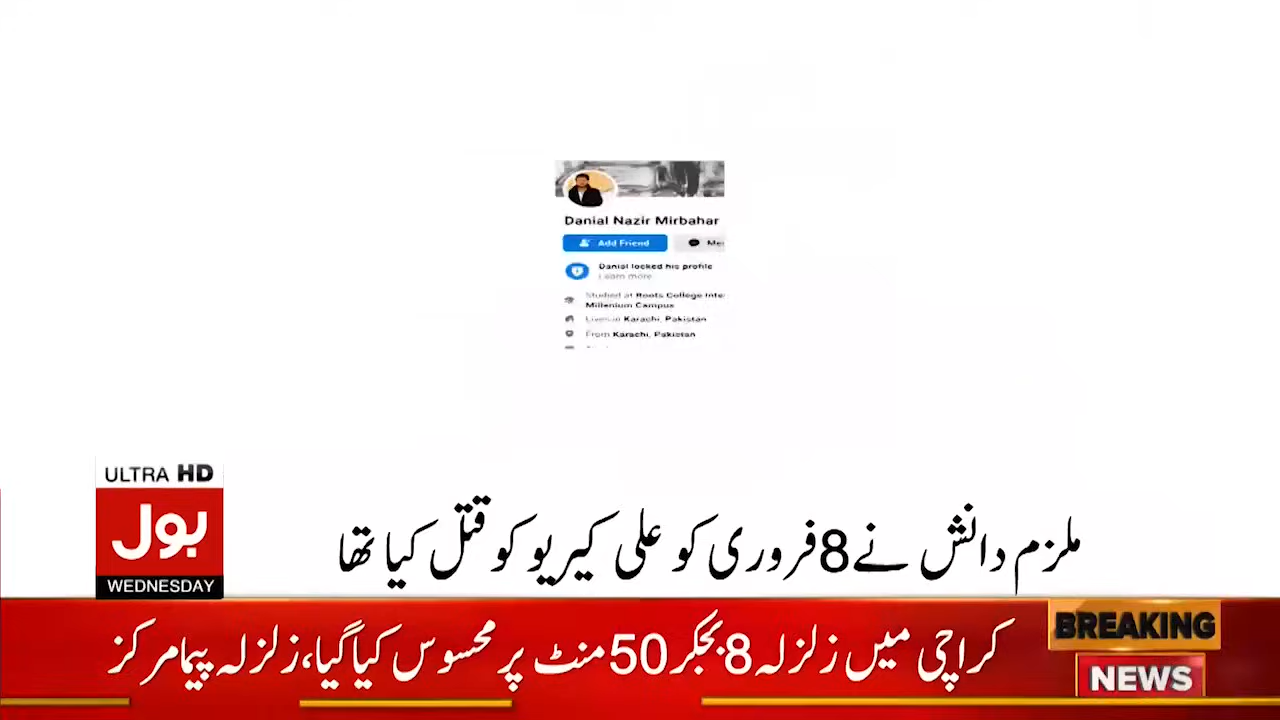 Danial Nazir Mirbahar
Add Friend
Danial locked his profile
Learn more
Studied at Roots College
Millenium Campus
Lives in Karachi, Pakistan
From Karachi, Pakistan
ULTRA HD
بول
WEDNESDAY
ملزم دانش نے 8 فروری کو علی کیریو کو قتل کیا تھا
BREAKING
NEWS
کراچی میں زلزلہ 8 بجکر 50 منٹ پر محسوس کیا گیا، زلزلہ پیما مرکز